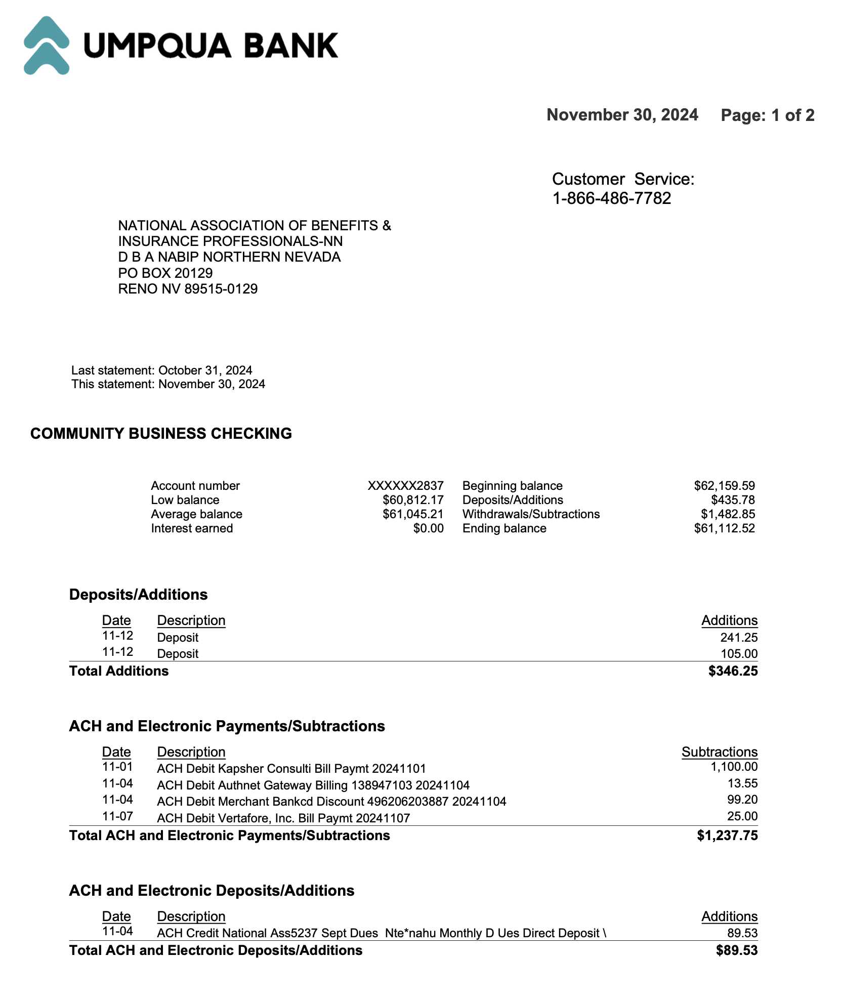 UMPQUA BANK
November 30, 2024 Page: 1 of 2
Customer Service:
1-866-486-7782
NATIONAL ASSOCIATION OF BENEFITS &
INSURANCE PROFESSIONALS-NN
D B A NABIP NORTHERN NEVADA
PO BOX 20129
RENO NV 89515-0129
Last statement: October 31, 2024
This statement: November 30, 2024
COMMUNITY BUSINESS CHECKING
Account number XXXXXX2837 Beginning balance $62,159.59
Low balance $60,812.17 Deposits/Additions $435.78
Average balance $61,045.21 Withdrawals/Subtractions $1,482.85
Interest earned $0.00 Ending balance $61,112.52
Deposits/Additions
Date Description Additions
11-12 Deposit 241.25
11-12 Deposit 105.00
Total Additions $346.25
ACH and Electronic Payments/Subtractions
Date Description Subtractions
11-01 ACH Debit Kapsher Consulti Bill Paymt 20241101 1,100.00
11-04 ACH Debit Authnet Gateway Billing 138947103 20241104 13.55
11-04 ACH Debit Merchant Bankcd Discount 496206203887 20241104 99.20
11-07 ACH Debit Vertafore, Inc. Bill Paymt 20241107 25.00
Total ACH and Electronic Payments/Subtractions $1,237.75
ACH and Electronic Deposits/Additions
Date Description Additions
11-04 ACH Credit National Ass5237 Sept Dues Nte*nahu Monthly D Ues Direct Deposit \ 89.53
Total ACH and Electronic Deposits/Additions $89.53